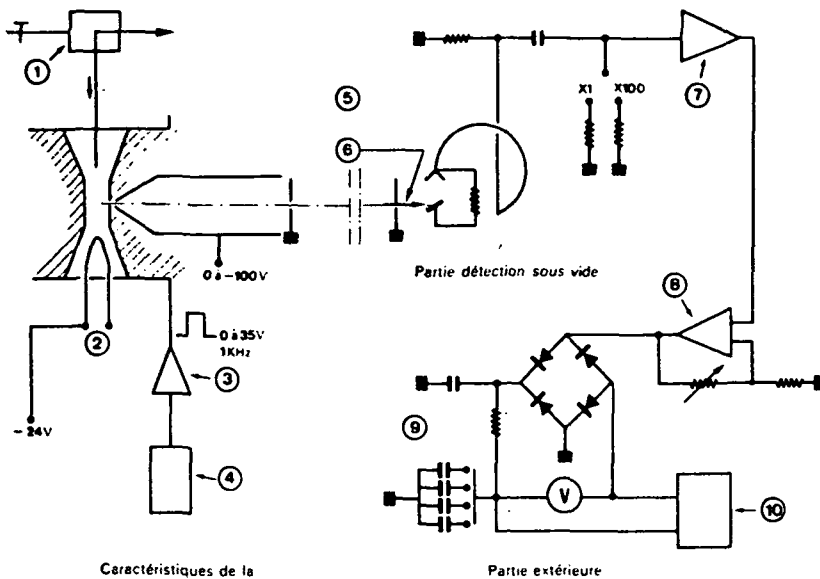 1
5
6
X1 X100
7
0 à -100V
Partie détection sous vide
8
2
0 à 35V
1KHz
3
-24V
9
4
V
10
Caractéristiques de la
Partie extérieure